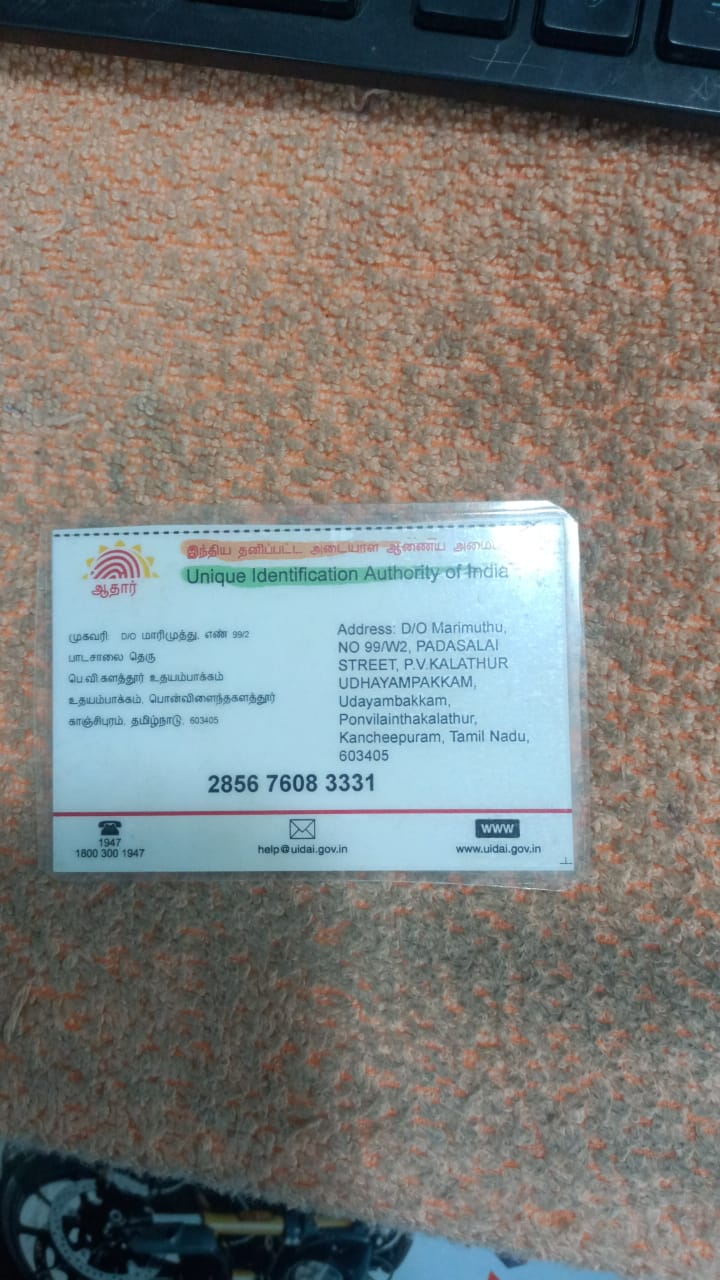 இந்திய தனிப்பட்ட அடையாள ஆணைய
Unique Identification Authority of India
ஆதார்
முகவரி: D/O மாரிமுத்து, எண் 99/2
பாடசாலை தெரு
பெ.வி.களத்தூர் உதயம்பாக்கம்
உதயம்பாக்கம், பொன்விளைந்தகளத்தூர்
காஞ்சிபுரம், தமிழ்நாடு, 603405
Address: D/O Marimuthu,
NO 99/W2, PADASALAI
STREET, P.V.KALATHUR
UDHAYAMPAKKAM,
Udayambakkam,
Ponvilainthakalathur,
Kancheepuram, Tamil Nadu,
603405
2856 7608 3331
1947
1800 300 1947
help@uidai.gov.in
WWW
www.uidai.gov.in